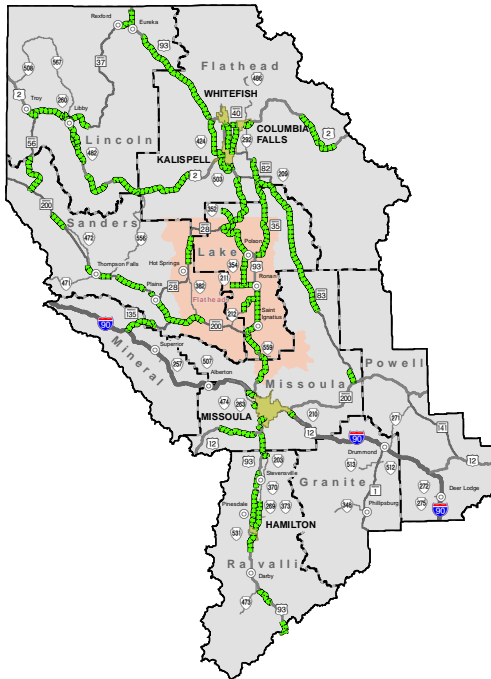 Rexford
Eureka
93
508
567
37
Flathead
486
2
Troy
260
Libby
WHITEFISH
40
56
Lincoln
482
424
292
COLUMBIA
FALLS
2
KALISPELL
2
503
82
209
200
Sanders
472
556
352
28
35
Lake
Polson
Hot Springs
354
93
471
Thompson Falls
28
382
211
Ronan
83
Plains
Flathead
212
Saint
Ignatius
90
135
200
559
Mineral
Superior
257
507
Alberton
Missoula
Powell
474
263
200
MISSOULA
210
271
141
12
12
90
Drummond
12
93
203
513
512
Stevensville
Granite
370
272
Deer Lodge
1
Pinesdale
269
373
348
Philipsburg
275
90
531
HAMILTON
Ravalli
Darby
473
93